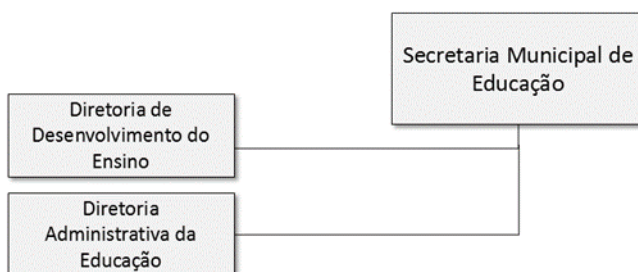 Secretaria Municipal de
Educação
Diretoria de
Desenvolvimento do
Ensino
Diretoria
Administrativa da
Educação